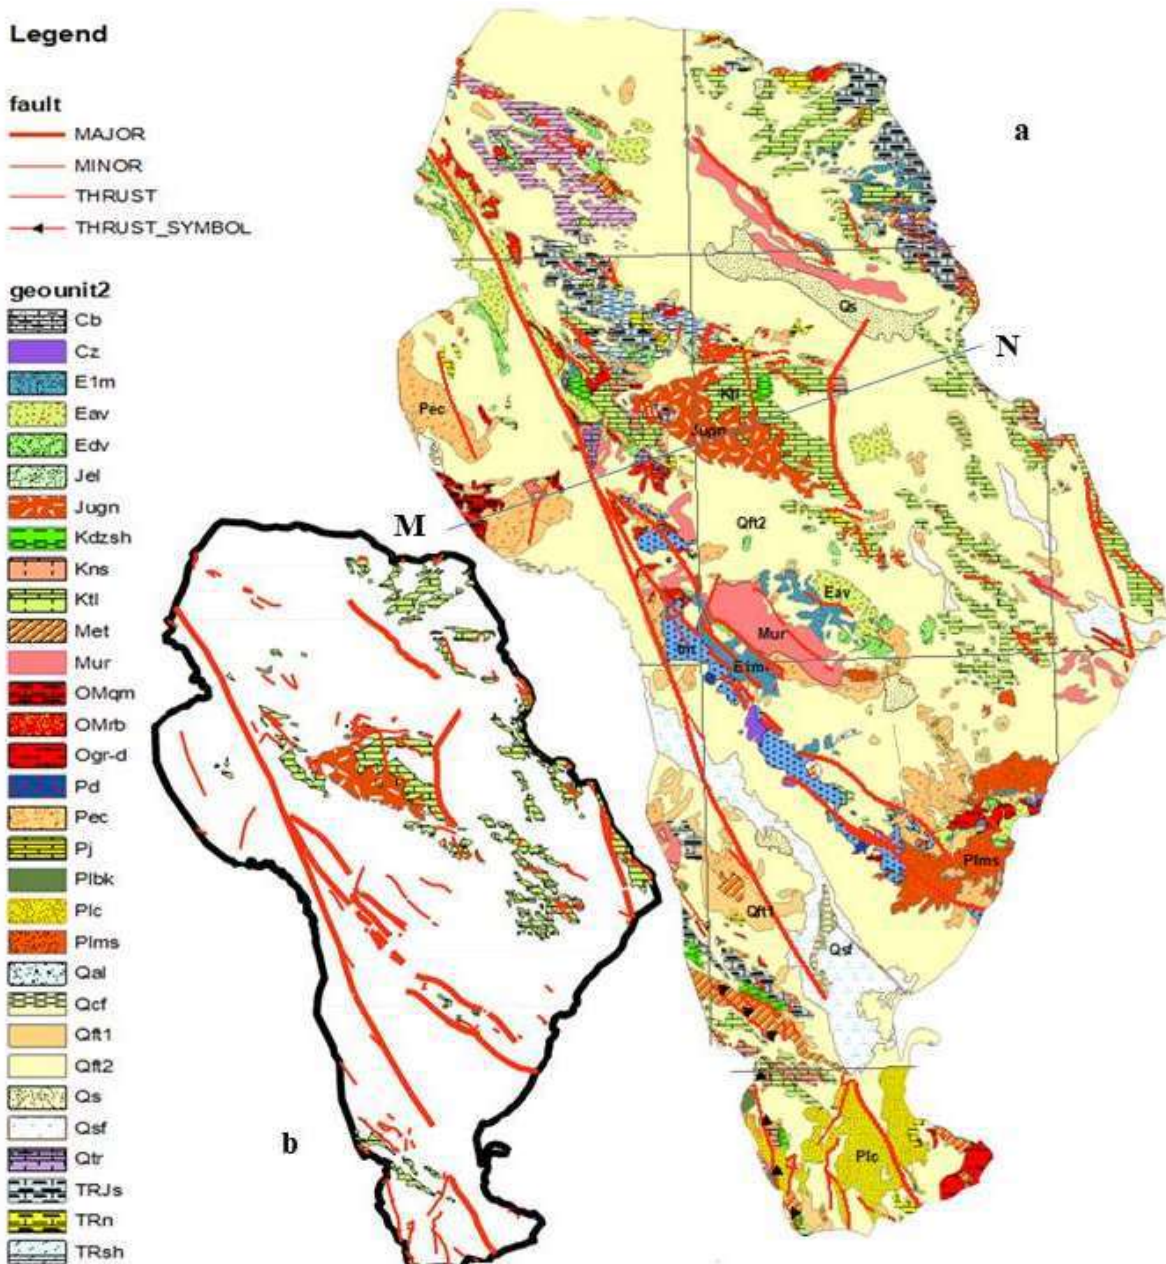 Legend
fault
MAJOR
MINOR
THRUST
THRUST_SYMBOL
geounit2
Cb
Cz
E1m
Eav
Edv
Jel
Jugn
Kdzsh
Kns
Ktl
Met
Mur
OMqm
OMrb
Ogr-d
Pd
Pec
Pj
Plbk
Plc
Plms
Qal
Qcf
Qft1
Qft2
Qs
Qsf
Qtr
TRJs
TRn
TRsh
a
Qs
N
Pec
Ktl
Jugn
M
Qft2
Eav
Mur
E1m
Plms
Qft1
Qsf
b
Plc